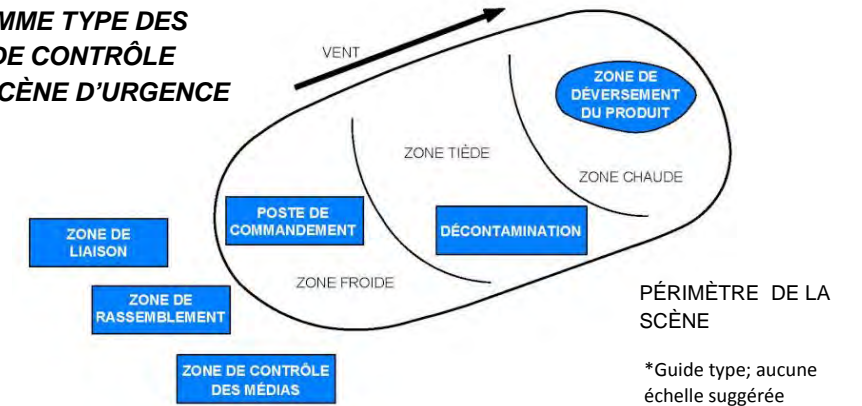 MME TYPE DES
DE CONTRÔLE
CÈNE D'URGENCE
VENT
ZONE DE
DÉVERSEMENT
DU PRODUIT
ZONE TIÈDE
ZONE CHAUDE
POSTE DE
COMMANDEMENT
DÉCONTAMINATION
ZONE DE
LIAISON
ZONE FROIDE
ZONE DE
RASSEMBLEMENT
PÉRIMÈTRE DE LA
SCÈNE
ZONE DE CONTRÔLE
DES MÉDIAS
*Guide type; aucune
échelle suggérée